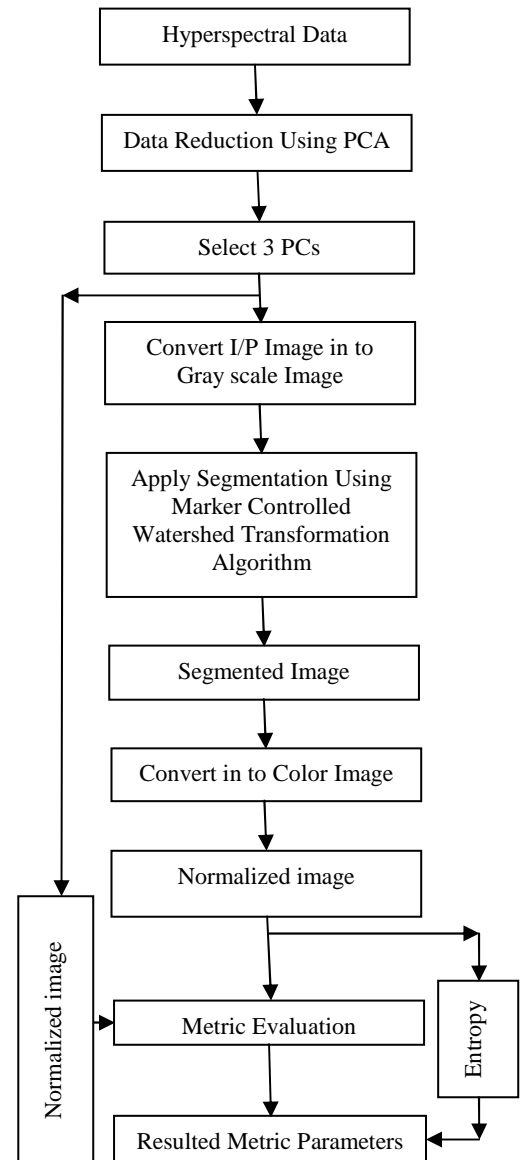 Hyperspectral Data
Data Reduction Using PCA
Select 3 PCs
Convert I/P Image in to
Gray scale Image
Apply Segmentation Using
Marker Controlled
Watershed Transformation
Algorithm
Segmented Image
Convert in to Color Image
Normalized image
Normalized image
Metric Evaluation
Entropy
Resulted Metric Parameters